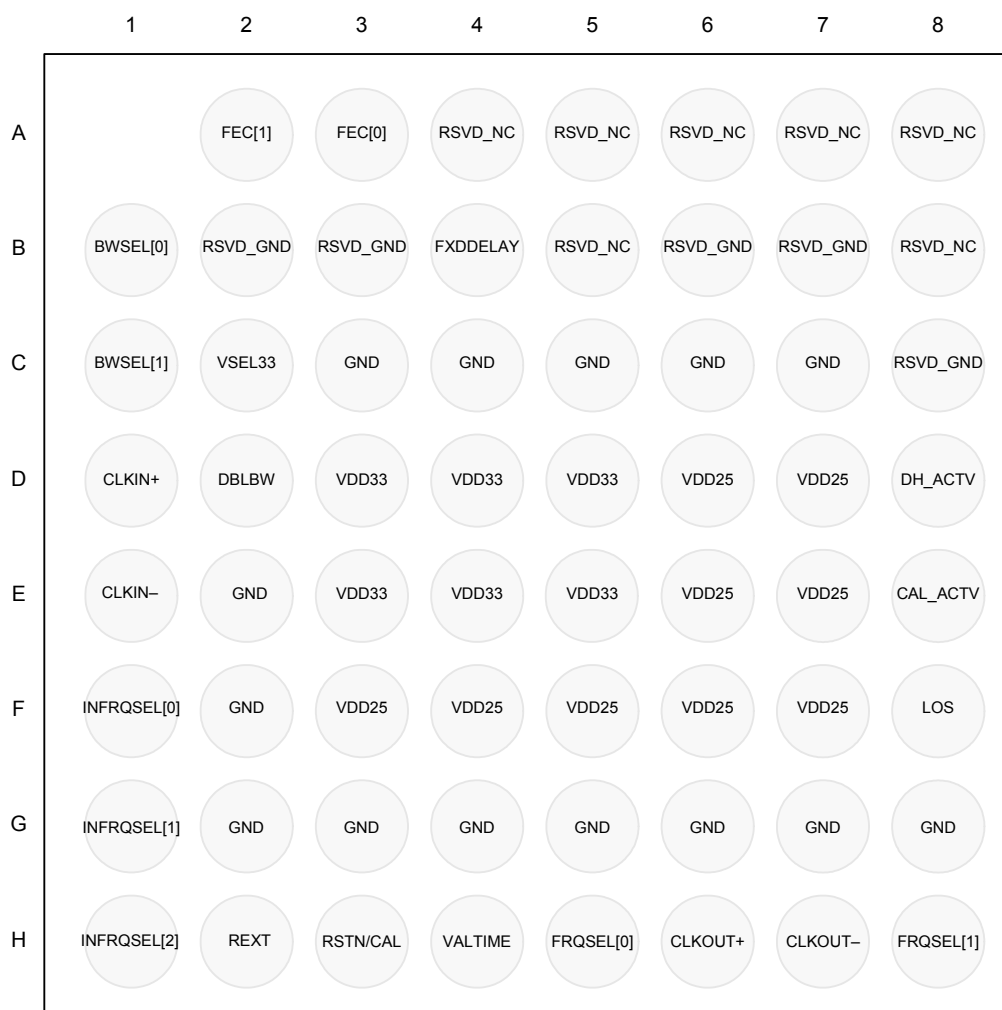 1 2 3 4 5 6 7 8
A FEC[1] FEC[0] RSVD_NC RSVD_NC RSVD_NC RSVD_NC RSVD_NC
B BWSEL[0] RSVD_GND RSVD_GND FXDDELAY RSVD_NC RSVD_GND RSVD_GND RSVD_NC
C BWSEL[1] VSEL33 GND GND GND GND GND RSVD_GND
D CLKIN+ DBLBW VDD33 VDD33 VDD33 VDD25 VDD25 DH_ACTV
E CLKIN– GND VDD33 VDD33 VDD33 VDD25 VDD25 CAL_ACTV
F INFRQSEL[0] GND VDD25 VDD25 VDD25 VDD25 VDD25 LOS
G INFRQSEL[1] GND GND GND GND GND GND GND
H INFRQSEL[2] REXT RSTN/CAL VALTIME FRQSEL[0] CLKOUT+ CLKOUT– FRQSEL[1]